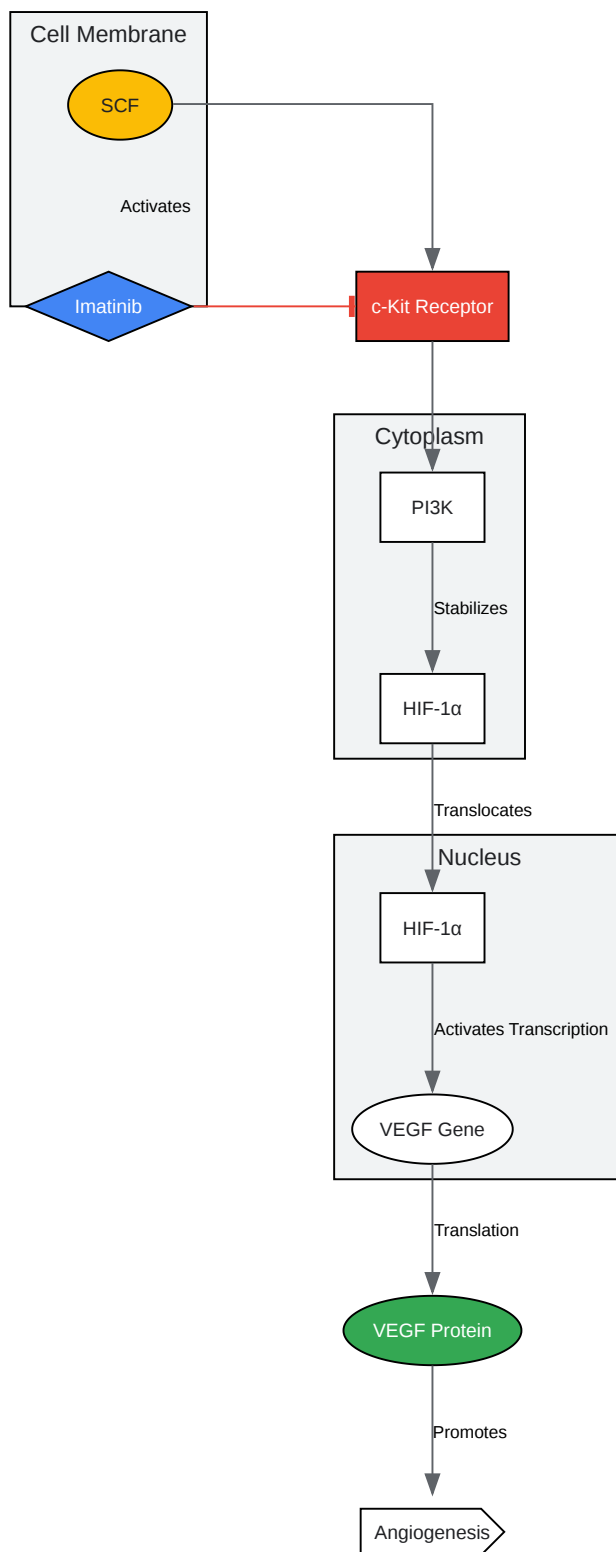 Cell Membrane
SCF
Activates
Imatinib
c-Kit Receptor
Cytoplasm
PI3K
Stabilizes
HIF-1α
Translocates
Nucleus
HIF-1α
Activates Transcription
VEGF Gene
Translation
VEGF Protein
Promotes
Angiogenesis